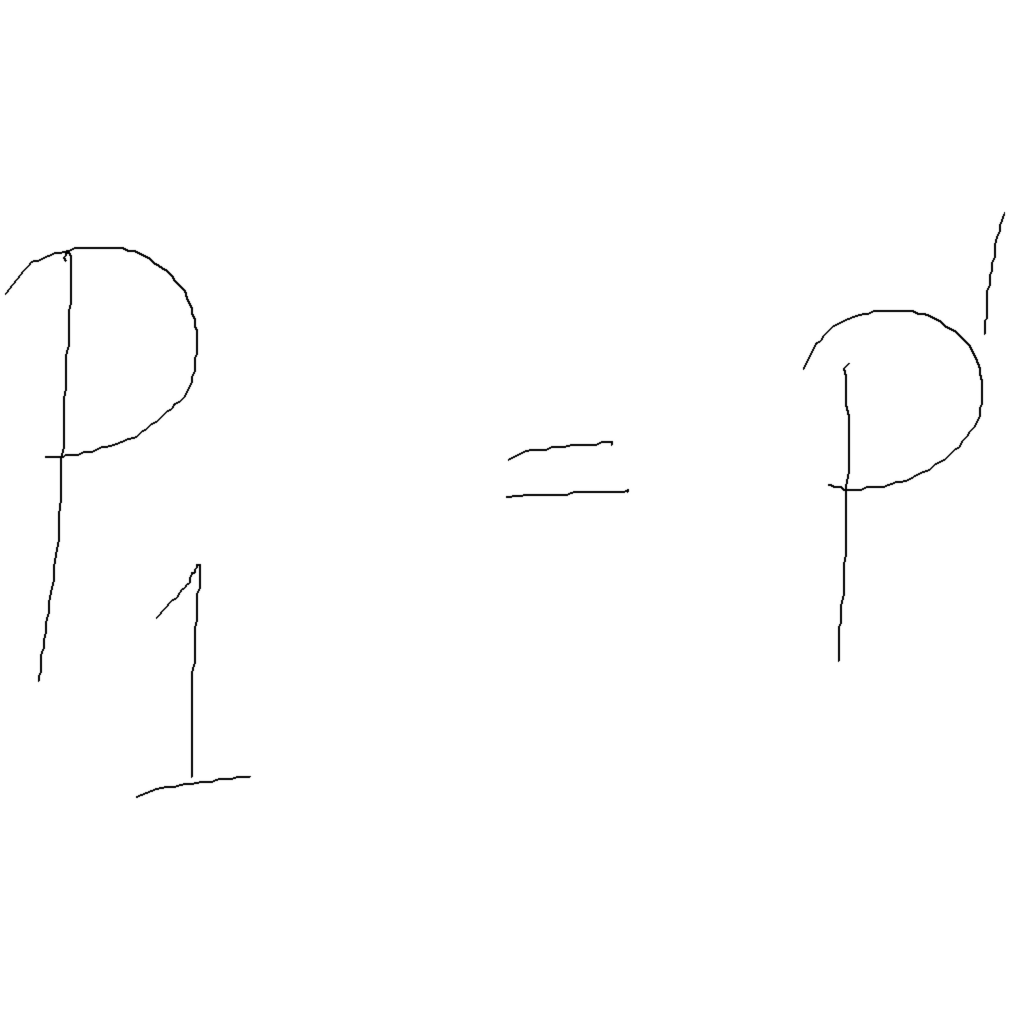 P₁ = P'